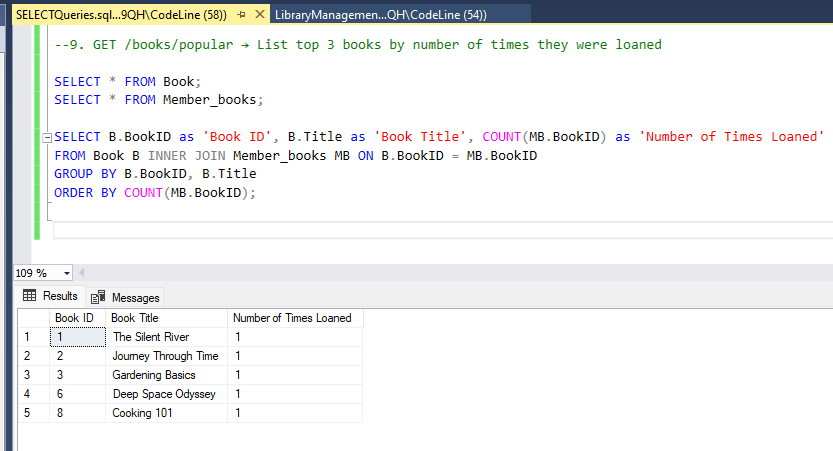 SELECTQueries.sql...9QH\CodeLine (58))
LibraryManagemen...QH\CodeLine (54))
--9. GET /books/popular → List top 3 books by number of times they were loaned
SELECT * FROM Book;
SELECT * FROM Member_books;
SELECT B.BookID as 'Book ID', B.Title as 'Book Title', COUNT(MB.BookID) as 'Number of Times Loaned'
FROM Book B INNER JOIN Member_books MB ON B.BookID = MB.BookID
GROUP BY B.BookID, B.Title
ORDER BY COUNT(MB.BookID);
109 %
Results Messages
Book ID Book Title Number of Times Loaned
1 1 The Silent River 1
2 2 Journey Through Time 1
3 3 Gardening Basics 1
4 6 Deep Space Odyssey 1
5 8 Cooking 101 1